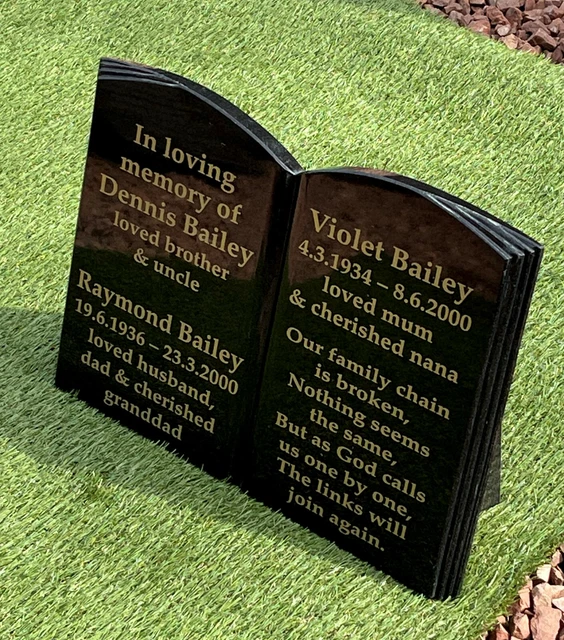 In loving
memory of
Dennis Bailey
loved brother
& uncle
Raymond Bailey
19.6.1936 – 23.3.2000
loved husband,
dad & cherished
granddad
Violet Bailey
4.3.1934 – 8.6.2000
loved mum
& cherished nana
Our family chain
is broken,
Nothing seems
the same,
But as God calls
us one by one,
The links will
join again.